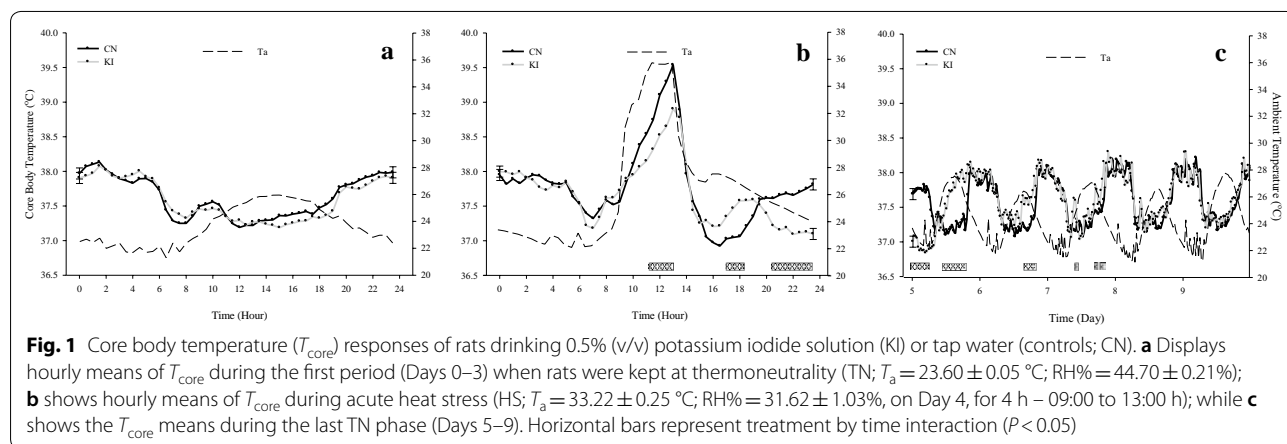 40.0
39.5
39.0
38.5
38.0
37.5
37.0
36.5
Core Body Temperature (°C)
CN
KI
Ta
a
38
36
34
32
30
28
26
24
22
20
0 2 4 6 8 10 12 14 16 18 20 22 24
Time (Hour)
40.0
39.5
39.0
38.5
38.0
37.5
37.0
36.5
CN
KI
Ta
b
38
36
34
32
30
28
26
24
22
20
0 2 4 6 8 10 12 14 16 18 20 22 24
Time (Hour)
40.0
39.5
39.0
38.5
38.0
37.5
37.0
36.5
CN
KI
Ta
c
38
36
34
32
30
28
26
24
22
20
Ambient Temperature (°C)
5 6 7 8 9
Time (Day)
Fig. 1 Core body temperature (Tcore) responses of rats drinking 0.5% (v/v) potassium iodide solution (KI) or tap water (controls; CN). a Displays
hourly means of Tcore during the first period (Days 0–3) when rats were kept at thermoneutrality (TN; Ta = 23.60 ± 0.05 °C; RH% = 44.70 ± 0.21%);
b shows hourly means of Tcore during acute heat stress (HS; Ta = 33.22 ± 0.25 °C; RH% = 31.62 ± 1.03%, on Day 4, for 4 h – 09:00 to 13:00 h); while c
shows the Tcore means during the last TN phase (Days 5–9). Horizontal bars represent treatment by time interaction (P < 0.05)